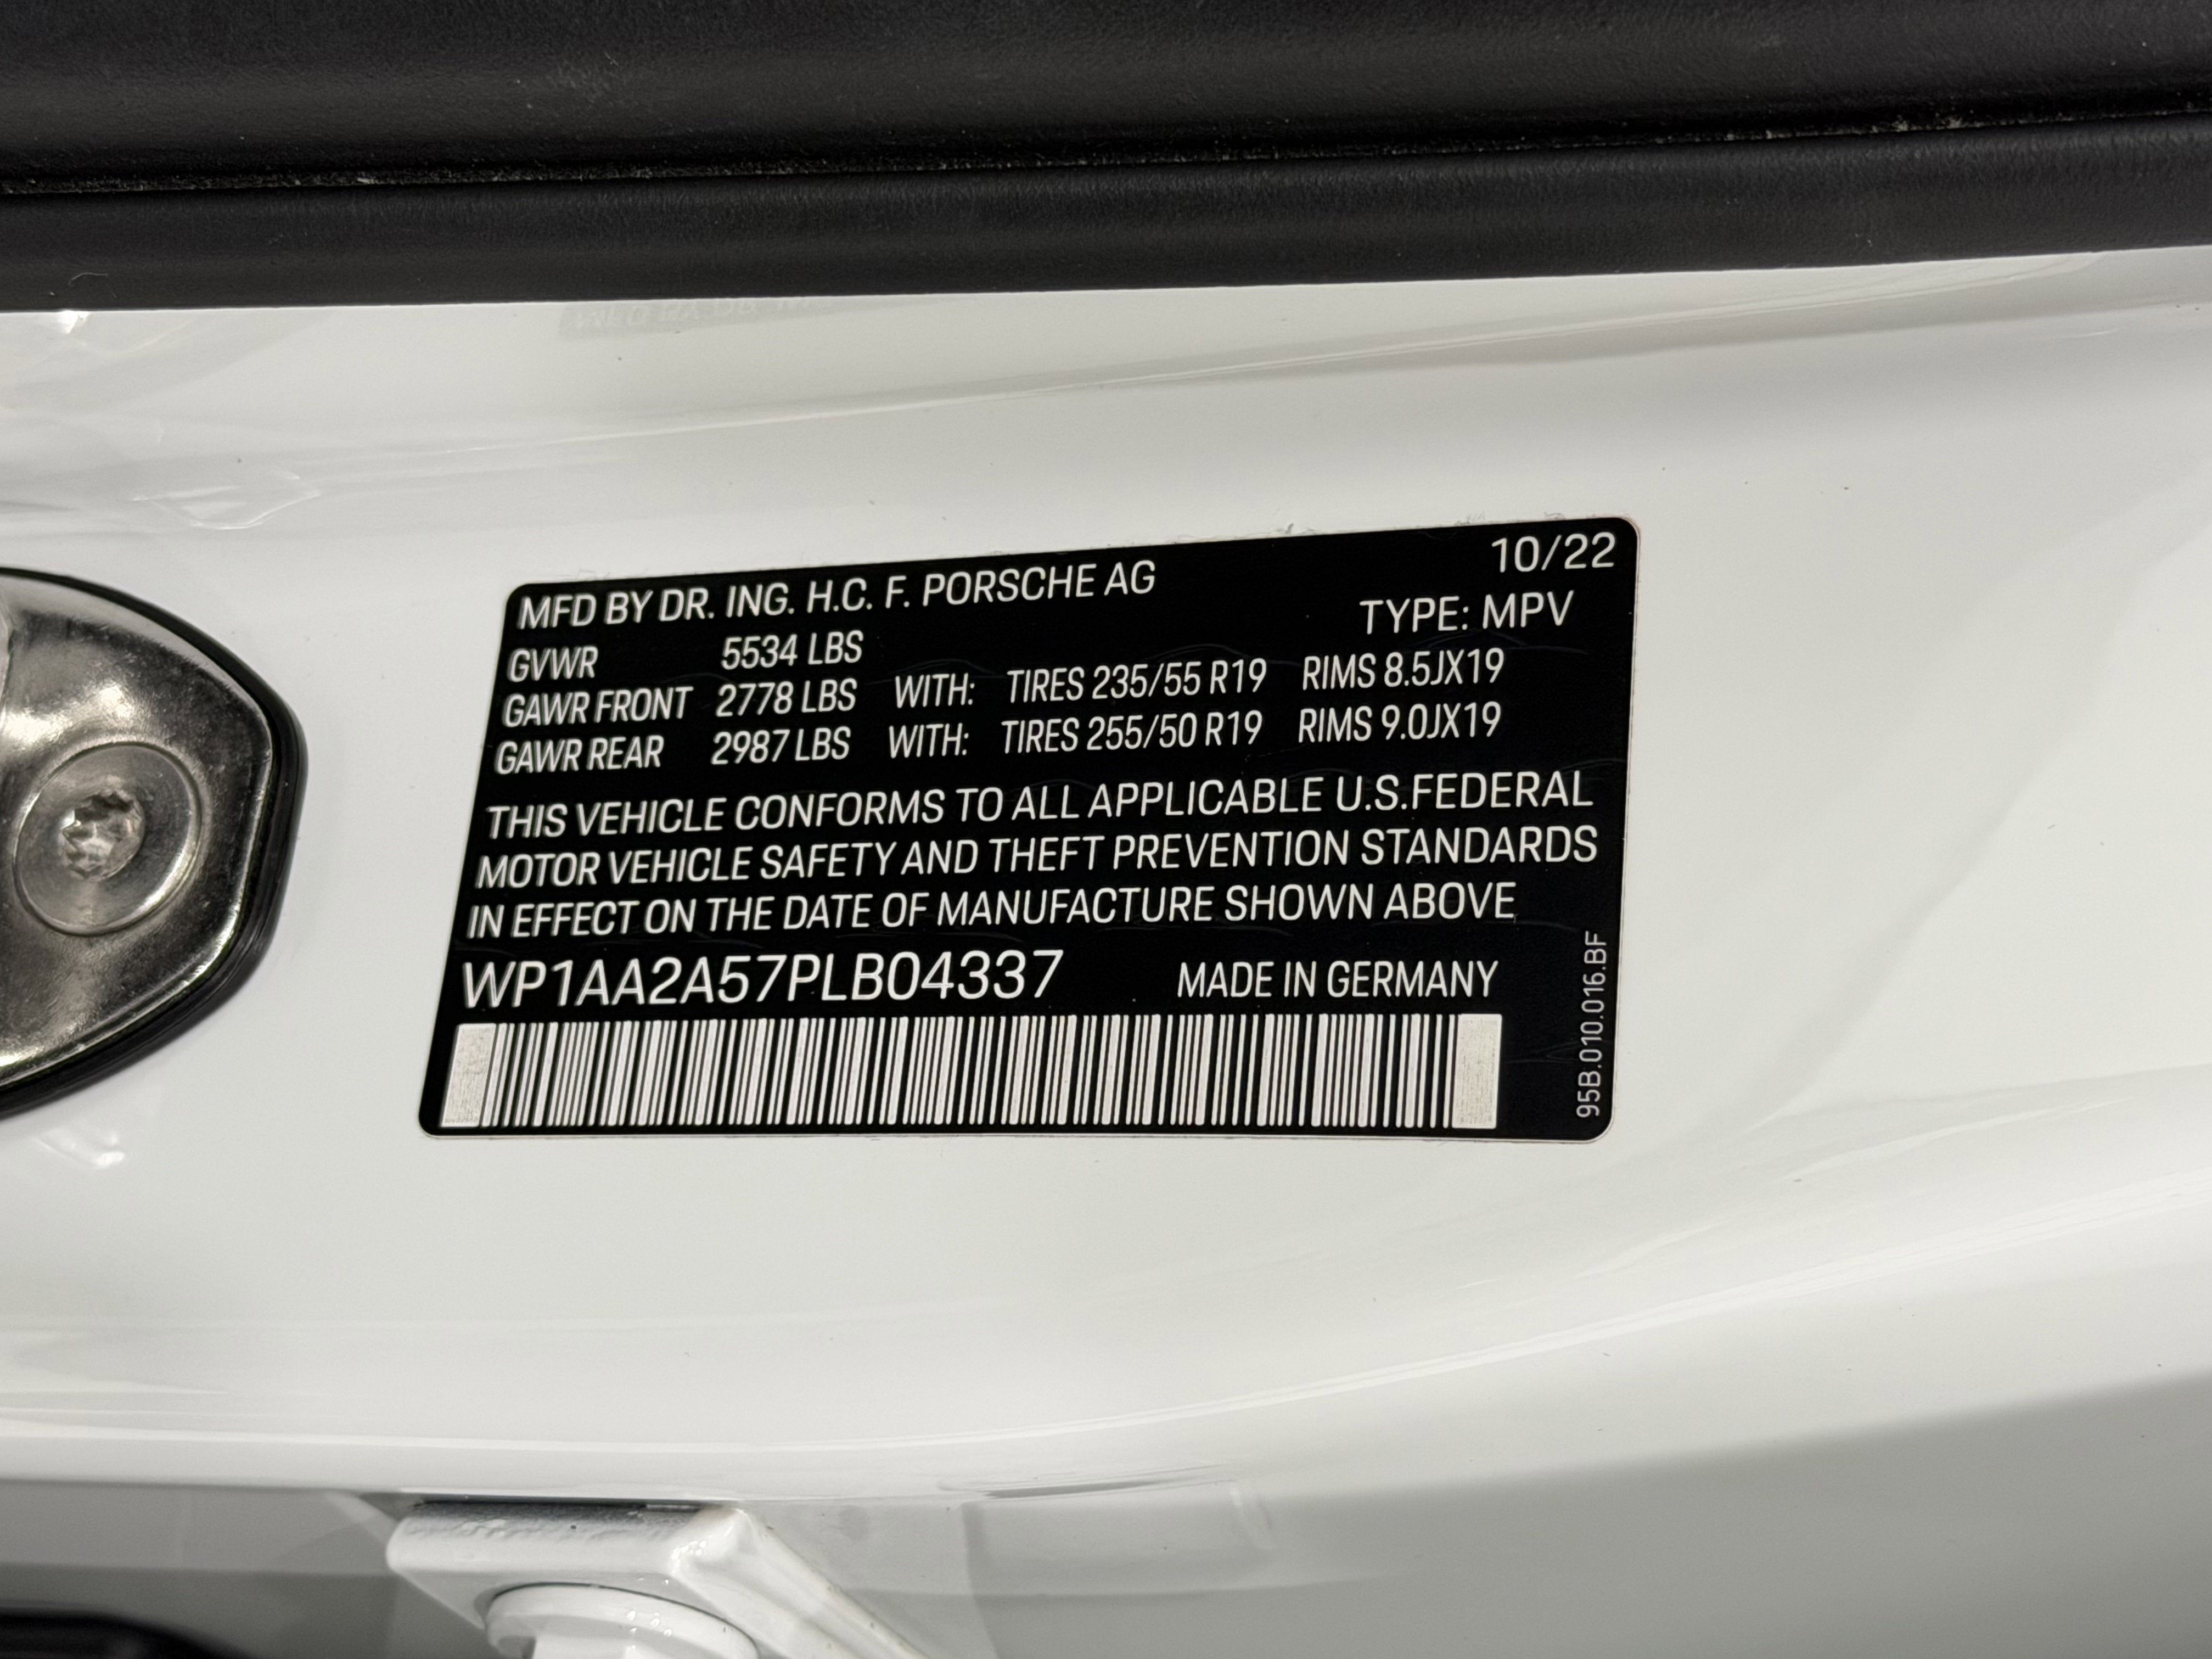 10/22
MFD BY DR. ING. H.C. F. PORSCHE AG
TYPE: MPV
GVWR 5534 LBS
GAWR FRONT 2778 LBS WITH: TIRES 235/55 R19 RIMS 8.5JX19
GAWR REAR 2987 LBS WITH: TIRES 255/50 R19 RIMS 9.0JX19
THIS VEHICLE CONFORMS TO ALL APPLICABLE U.S.FEDERAL
MOTOR VEHICLE SAFETY AND THEFT PREVENTION STANDARDS
IN EFFECT ON THE DATE OF MANUFACTURE SHOWN ABOVE
WP1AA2A57PLB04337 MADE IN GERMANY
95B.010.016.BF